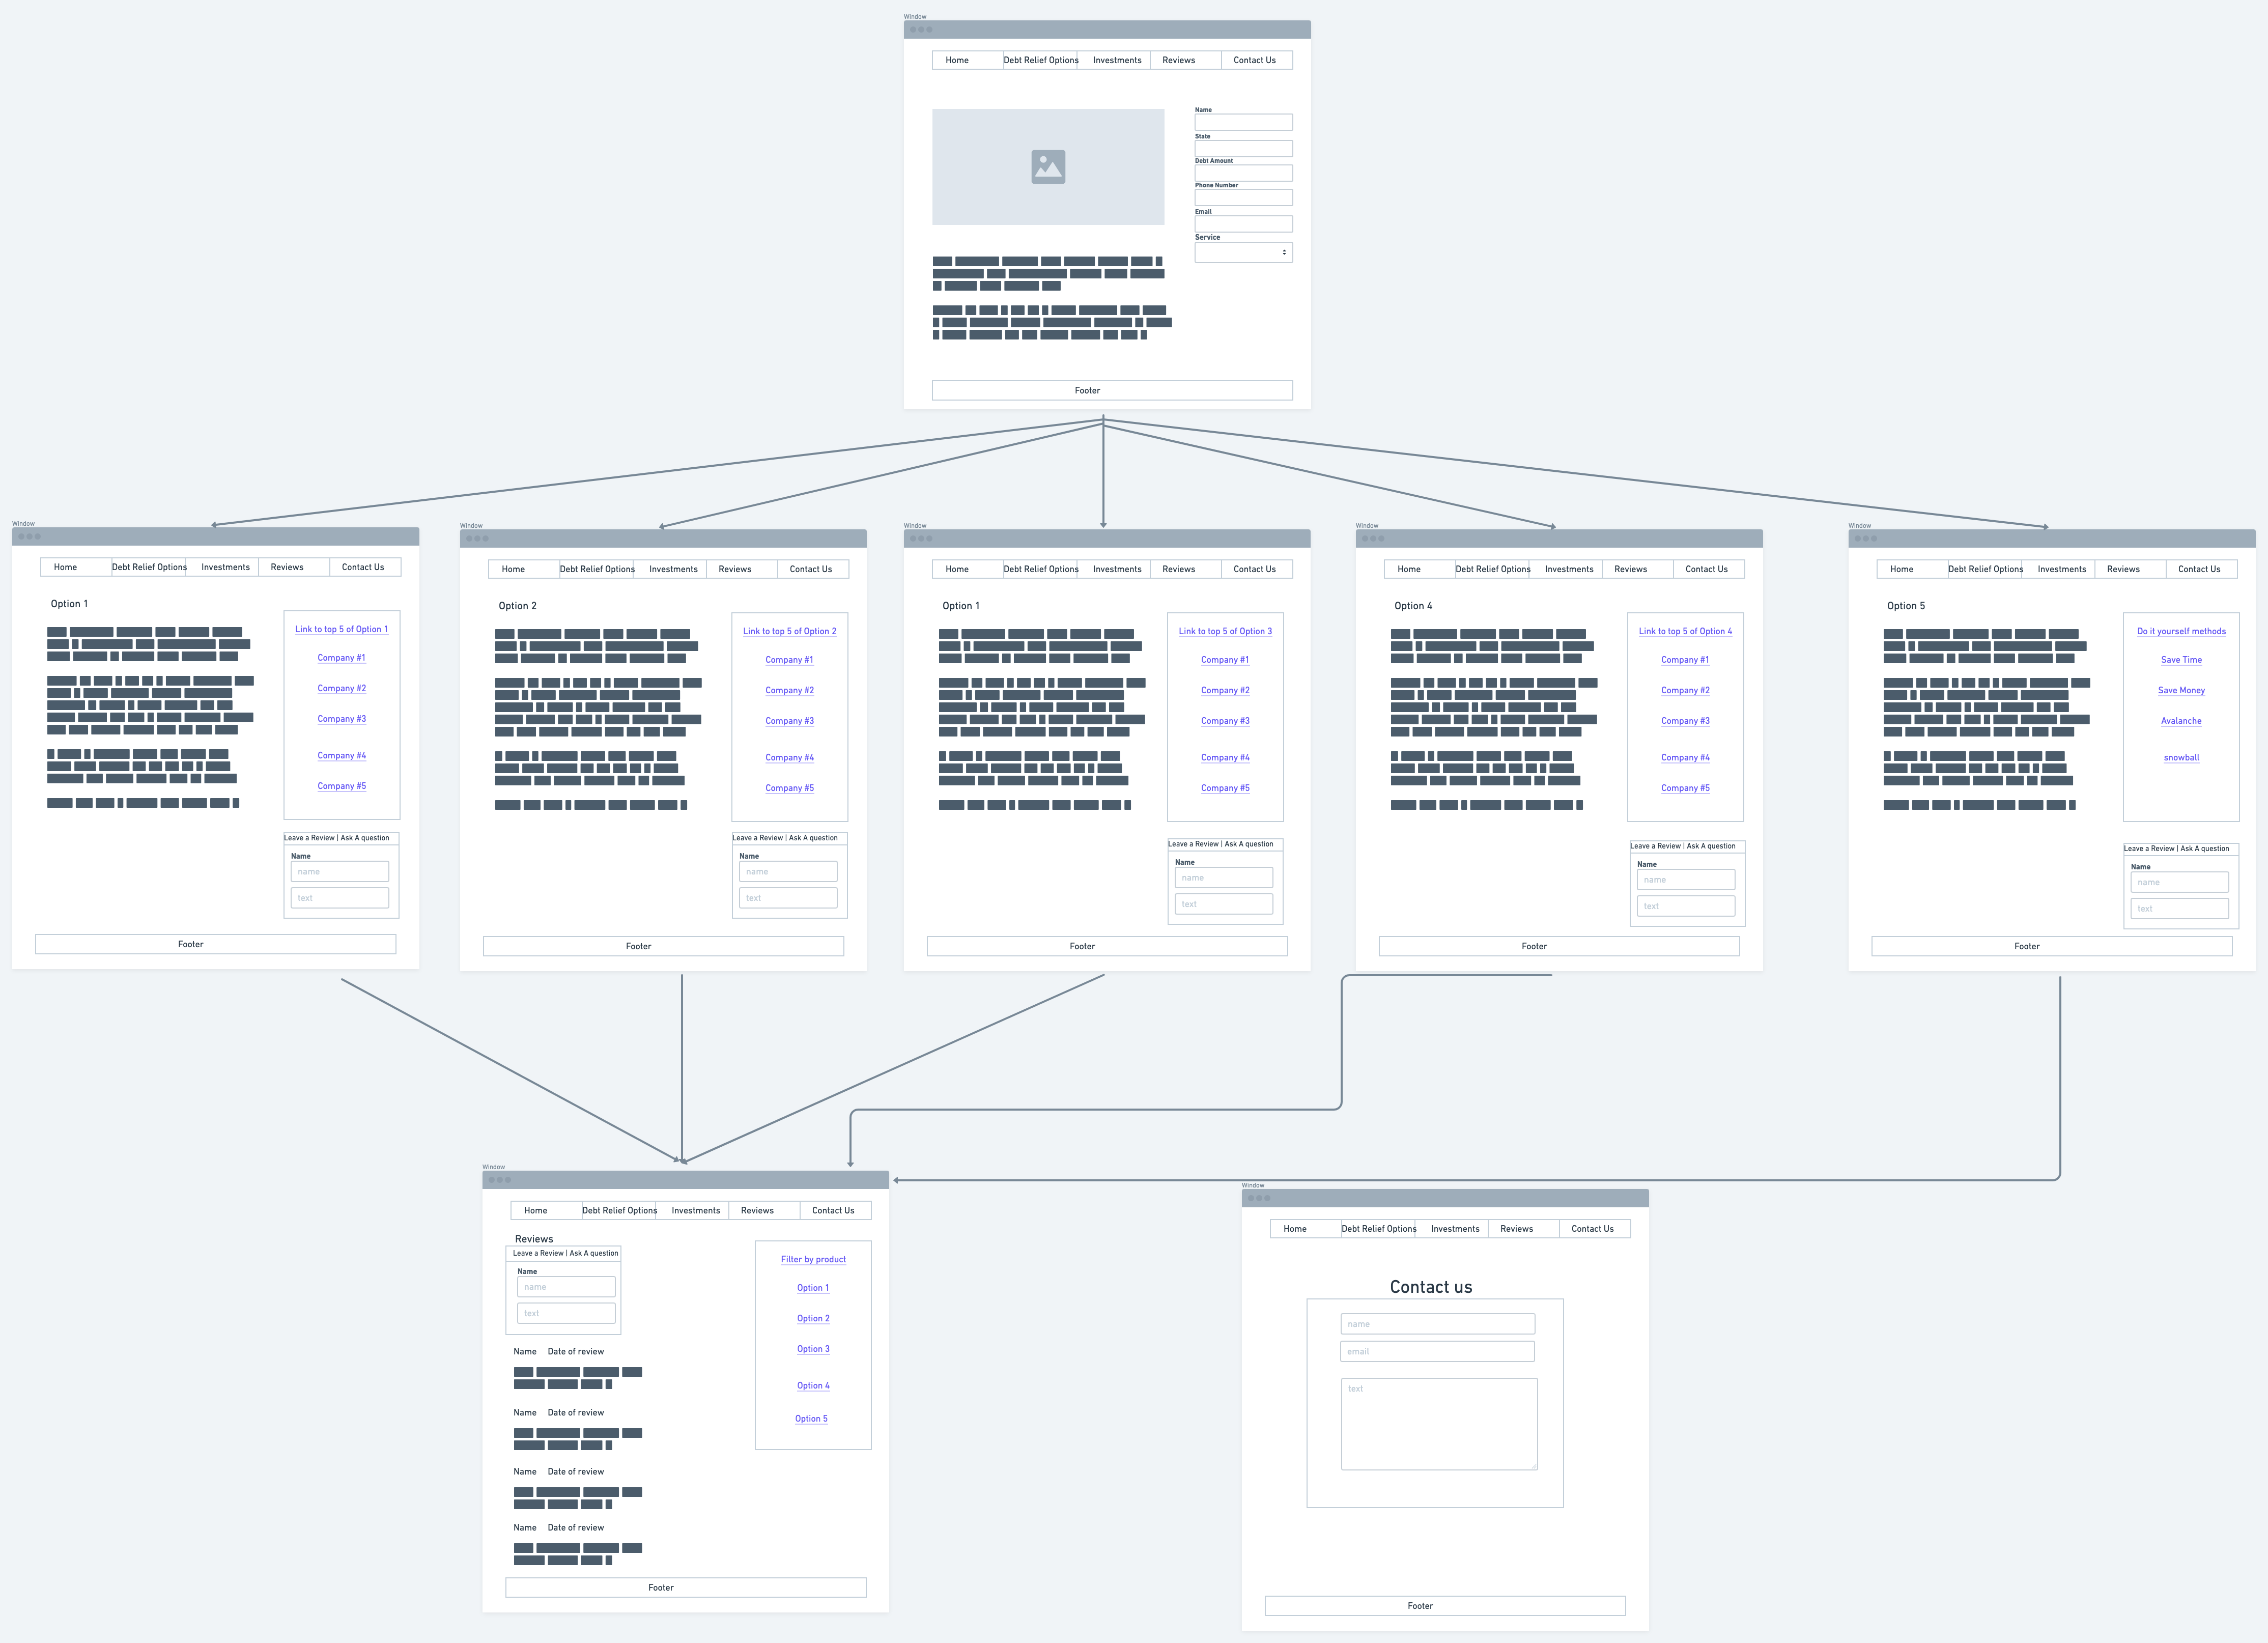 Window
Home Debt Relief Options Investments Reviews Contact Us
Name
State
Debt Amount
Phone Number
Email
Service
Footer
Window
Home Debt Relief Options Investments Reviews Contact Us
Option 1
Link to top 5 of Option 1
Company #1
Company #2
Company #3
Company #4
Company #5
Leave a Review | Ask A question
Name
name
text
Footer
Window
Home Debt Relief Options Investments Reviews Contact Us
Option 2
Link to top 5 of Option 2
Company #1
Company #2
Company #3
Company #4
Company #5
Leave a Review | Ask A question
Name
name
text
Footer
Window
Home Debt Relief Options Investments Reviews Contact Us
Option 1
Link to top 5 of Option 3
Company #1
Company #2
Company #3
Company #4
Company #5
Leave a Review | Ask A question
Name
name
text
Footer
Window
Home Debt Relief Options Investments Reviews Contact Us
Option 4
Link to top 5 of Option 4
Company #1
Company #2
Company #3
Company #4
Company #5
Leave a Review | Ask A question
Name
name
text
Footer
Window
Home Debt Relief Options Investments Reviews Contact Us
Option 5
Do it yourself methods
Save Time
Save Money
Avalanche
snowball
Leave a Review | Ask A question
Name
name
text
Footer
Window
Home Debt Relief Options Investments Reviews Contact Us
Reviews
Leave a Review | Ask A question
Name
name
text
Filter by product
Option 1
Option 2
Option 3
Option 4
Option 5
Name Date of review
Name Date of review
Name Date of review
Name Date of review
Footer
Window
Home Debt Relief Options Investments Reviews Contact Us
Contact us
name
email
text
Footer